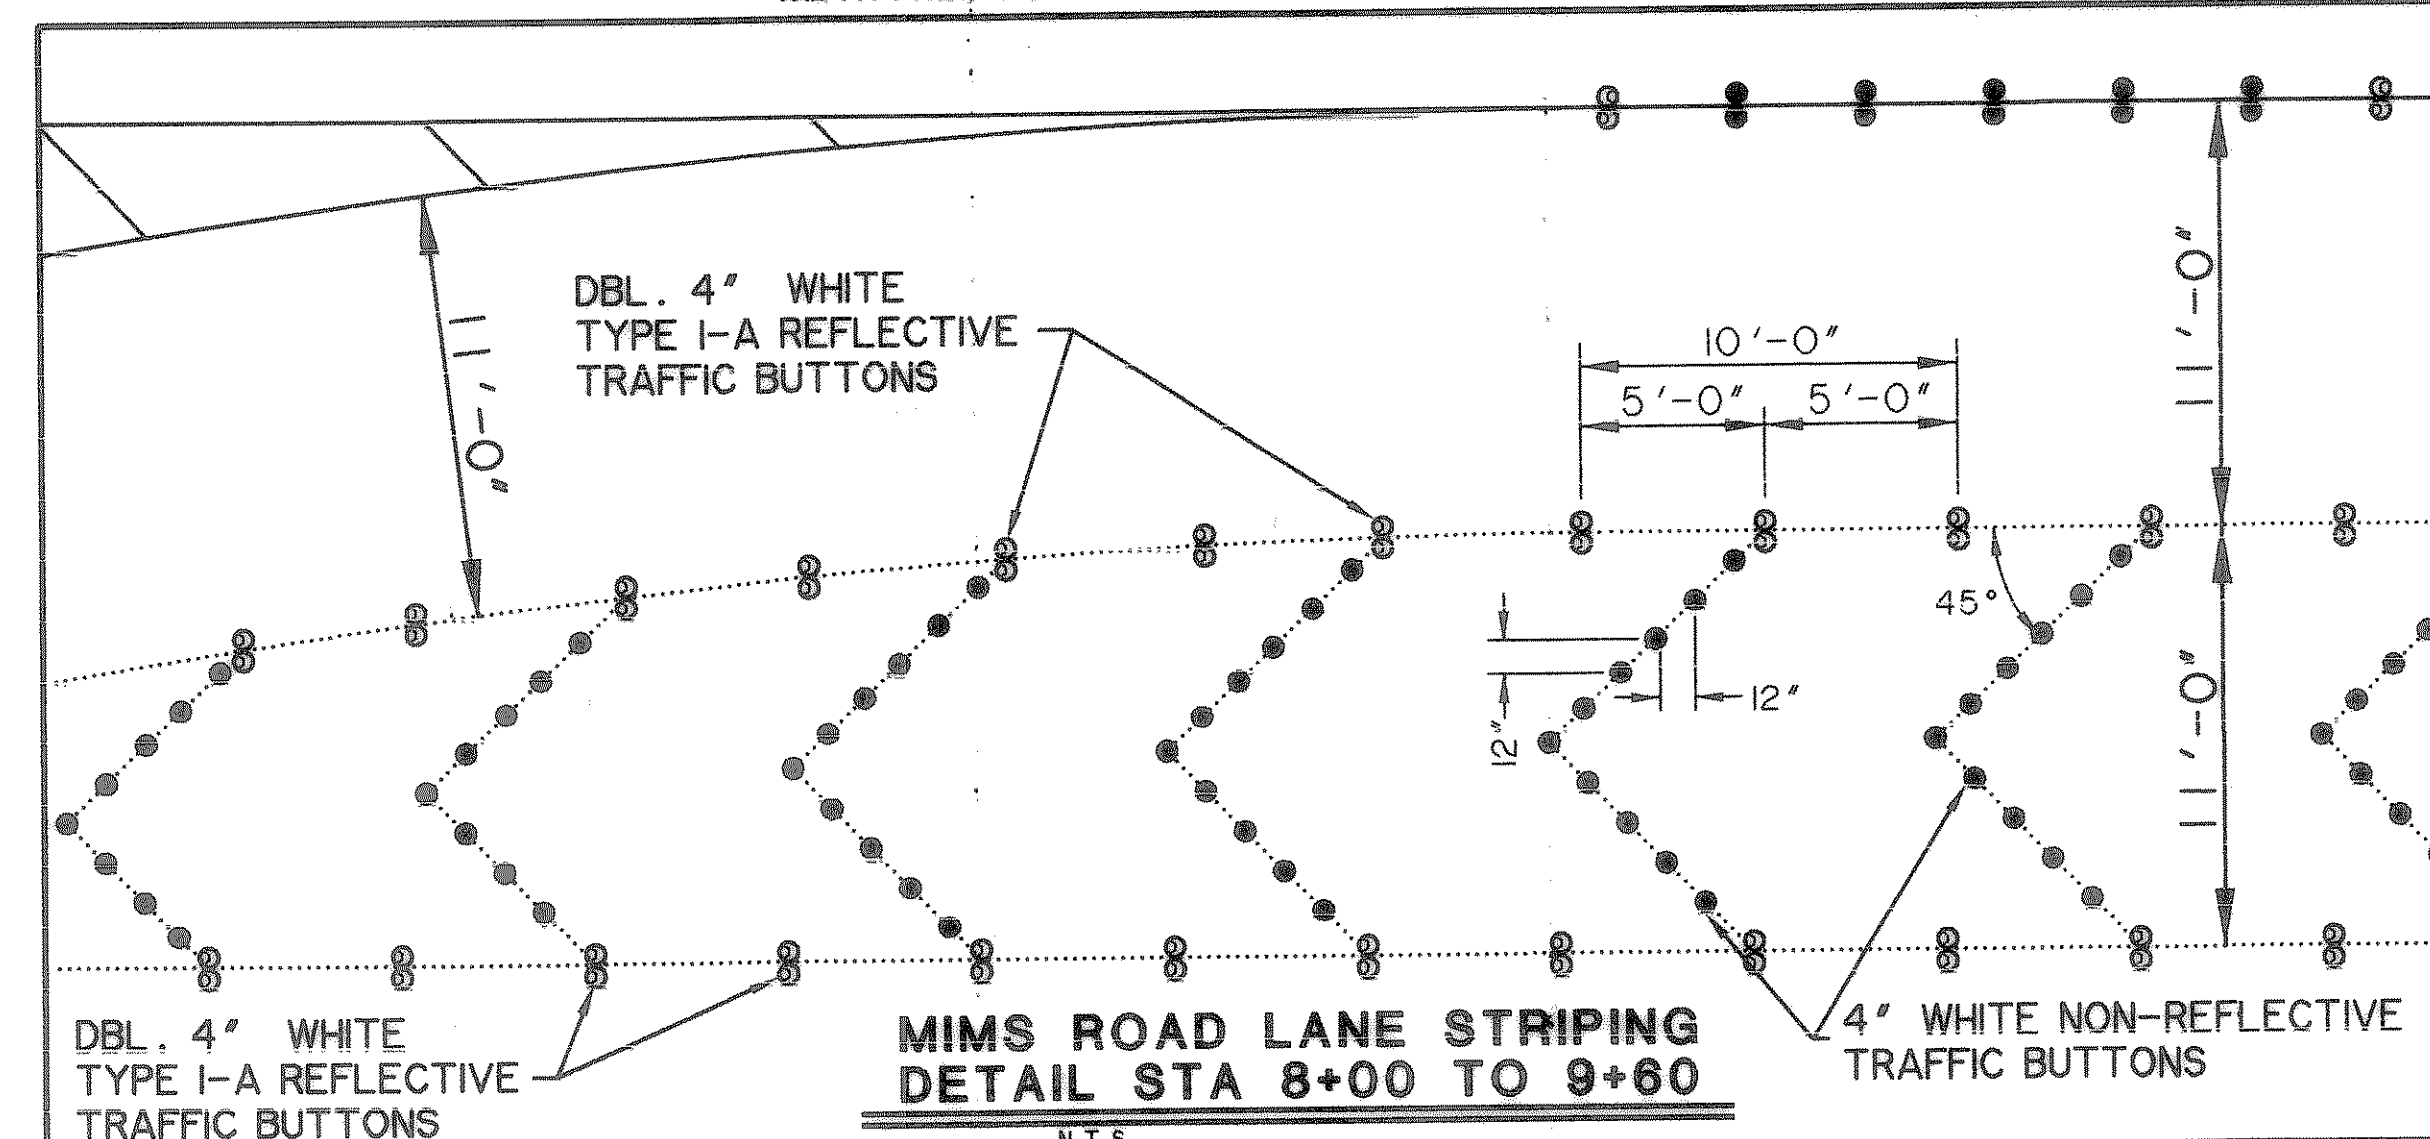 DBL. 4" WHITE
TYPE I-A REFLECTIVE
TRAFFIC BUTTONS
11'-0"
10'-0"
5'-0" 5'-0"
11'-0"
45°
12"
12"
11'-0"
DBL. 4" WHITE
TYPE I-A REFLECTIVE
TRAFFIC BUTTONS
MIMS ROAD LANE STRIPING
DETAIL STA 8+00 TO 9+60
N.T.S.
4" WHITE NON-REFLECTIVE
TRAFFIC BUTTONS